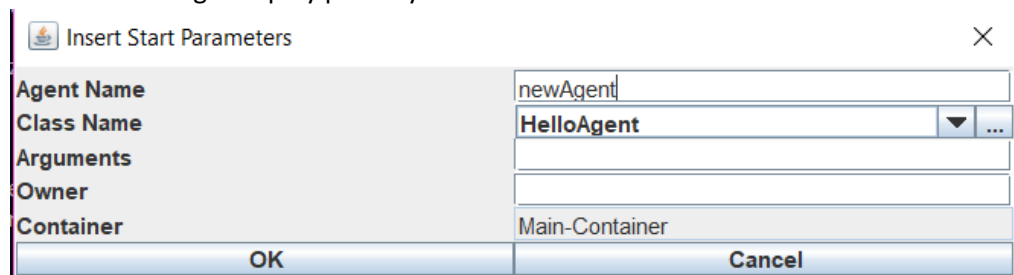 Insert Start Parameters
Agent Name newAgent
Class Name HelloAgent ...
Arguments
Owner
Container Main-Container
OK Cancel